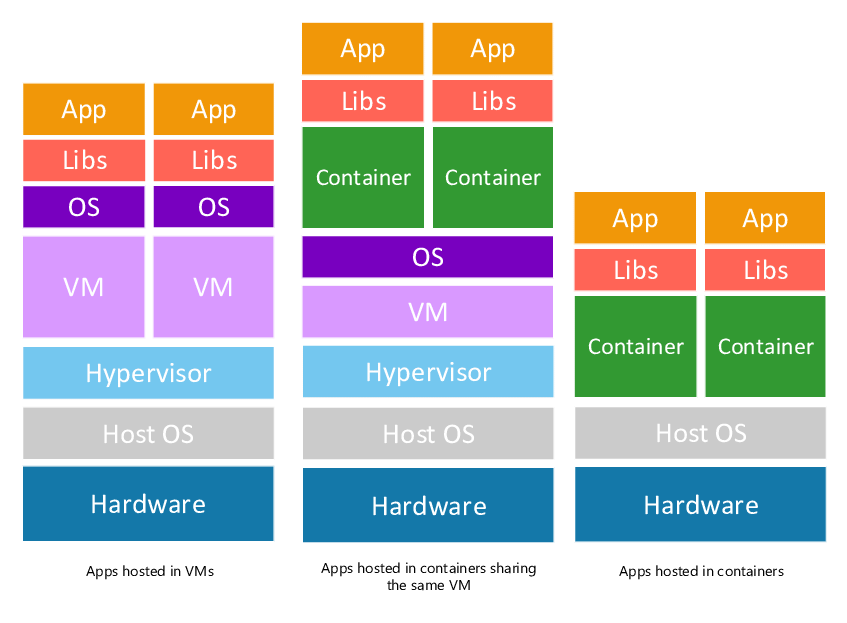 App App
Libs Libs
OS OS
VM VM
Hypervisor
Host OS
Hardware
Apps hosted in VMs
App App
Libs Libs
Container Container
OS
VM
Hypervisor
Host OS
Hardware
Apps hosted in containers sharing
the same VM
App App
Libs Libs
Container Container
Host OS
Hardware
Apps hosted in containers